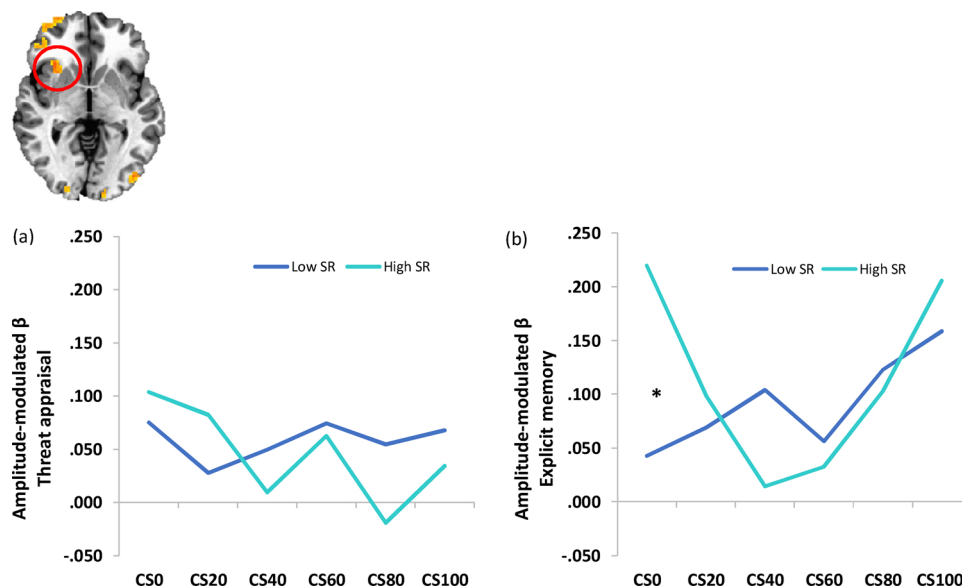 (a)
.250
.200
.150
.100
.050
.000
-.050
Amplitude-modulated β
Threat appraisal
Low SR
High SR
CS0 CS20 CS40 CS60 CS80 CS100
(b)
.250
.200
.150
.100
.050
.000
-.050
Amplitude-modulated β
Explicit memory
Low SR
High SR
*
CS0 CS20 CS40 CS60 CS80 CS100